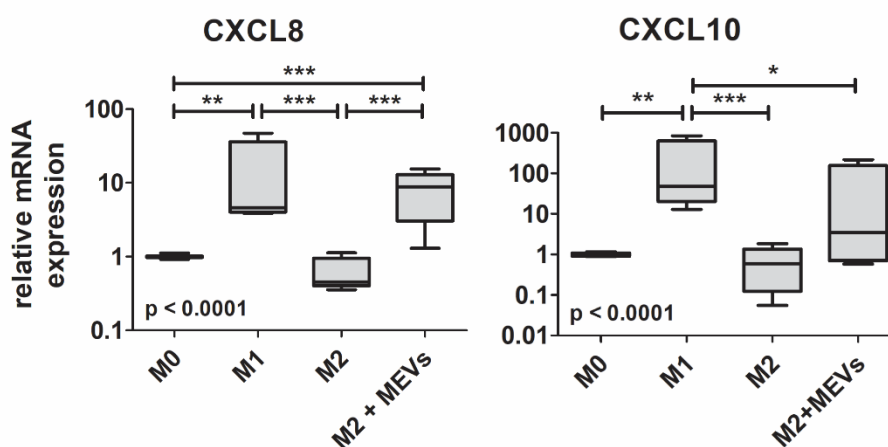 CXCL8
CXCL10
relative mRNA
expression
***
** *** ***
100
10
1
0.1
p < 0.0001
M0
M1
M2
M2 + MEVs
*
** ***
1000
100
10
1
0.1
0.01
p < 0.0001
M0
M1
M2
M2+MEVs